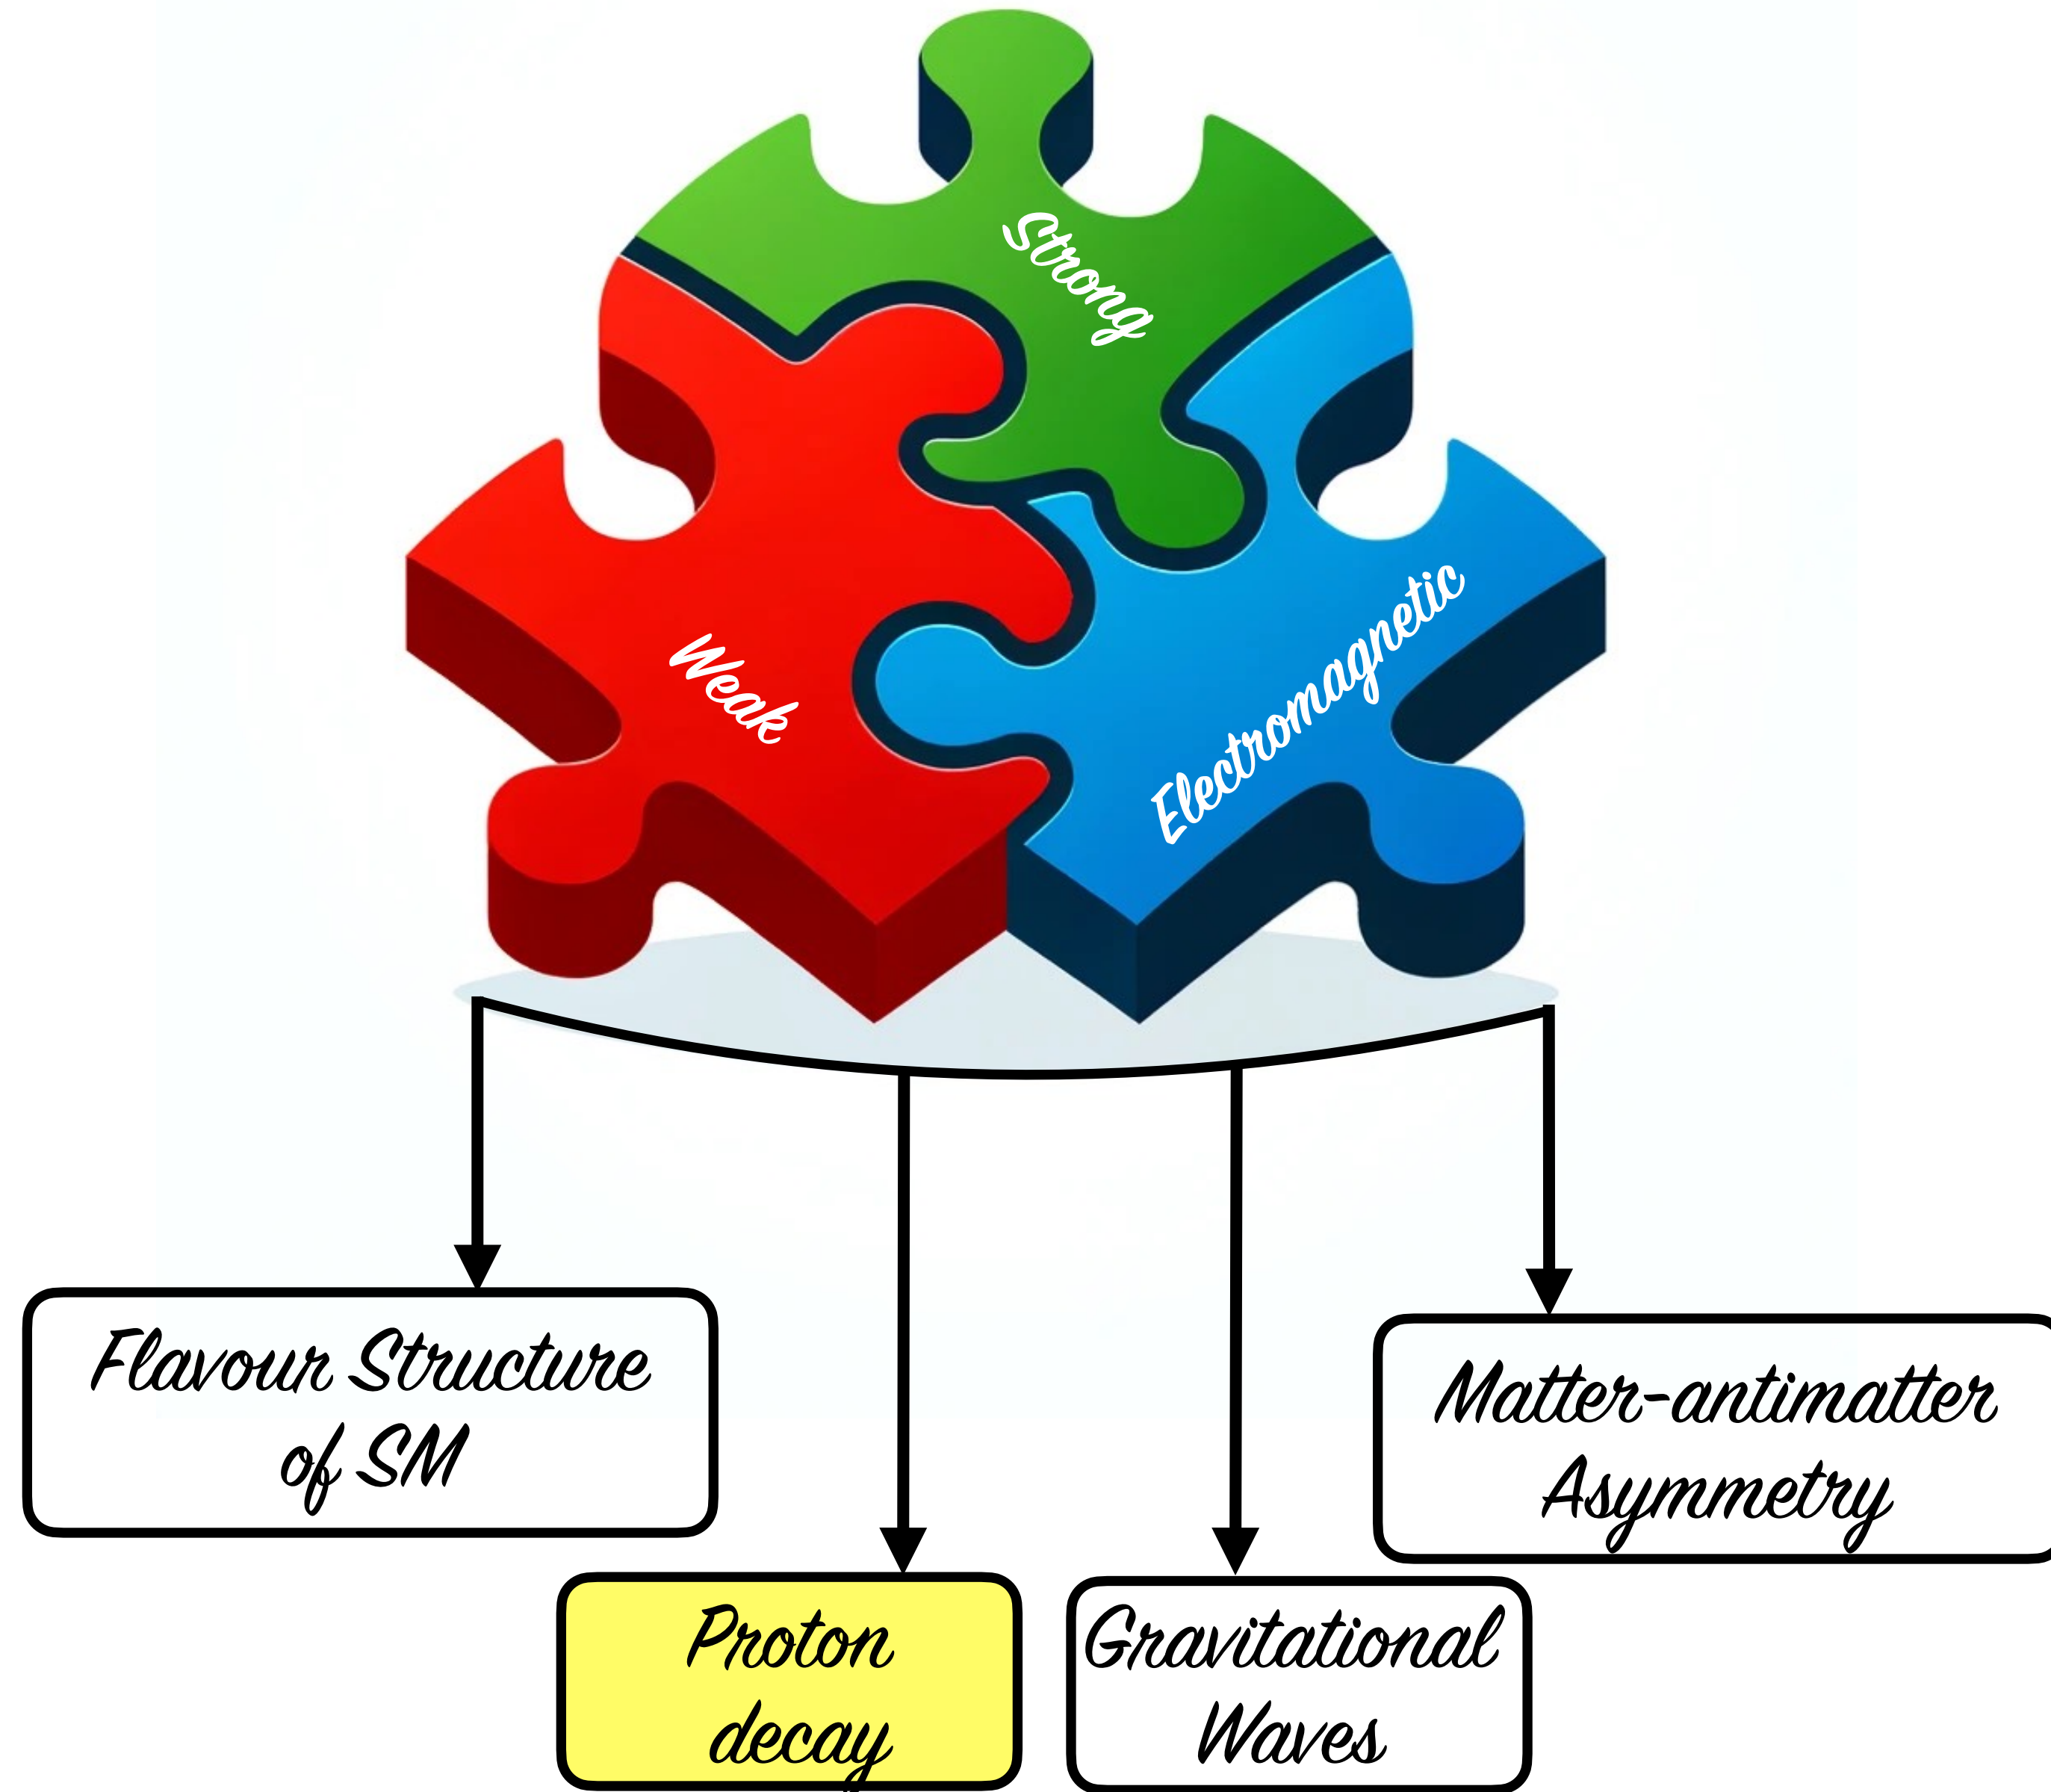 Strong
Weak
Electromagnetic
Flavour Structure
of SM
Matter-antimatter
Asymmetry
Proton
decay
Gravitational
Waves